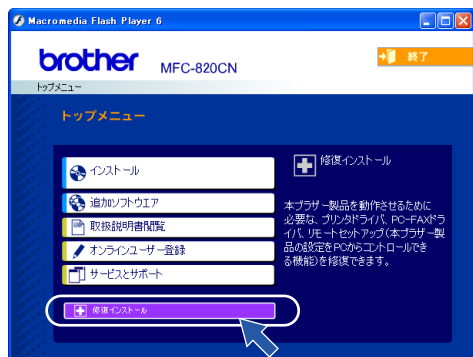 Macromedia Flash Player 6
brother MFC-820CN
終了
トップメニュー
トップメニュー
インストール
追加ソフトウエア
取扱説明書閲覧
オンラインユーザー登録
サービスとサポート
修復インストール
修復インストール
本ブラザー製品を動作させるために
必要な、プリンタドライバ、PC-FAXドラ
イバ、リモートセットアップ(本ブラザー製
品の設定をPCからコントロールでき
る機能)を修復できます。